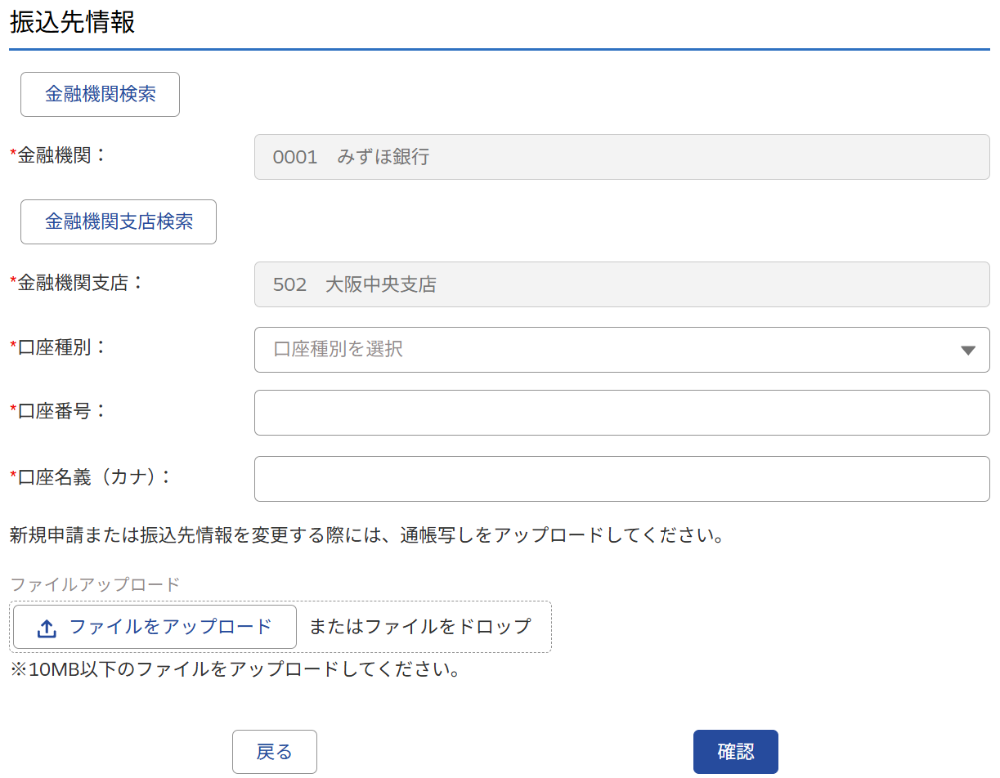 振込先情報
金融機関検索
*金融機関：
0001　みずほ銀行
金融機関支店検索
*金融機関支店：
502　大阪中央支店
*口座種別：
口座種別を選択
*口座番号：
*口座名義（カナ）：
新規申請または振込先情報を変更する際には、通帳写しをアップロードしてください。
ファイルアップロード
ファイルをアップロード またはファイルをドロップ
※10MB以下のファイルをアップロードしてください。
戻る
確認